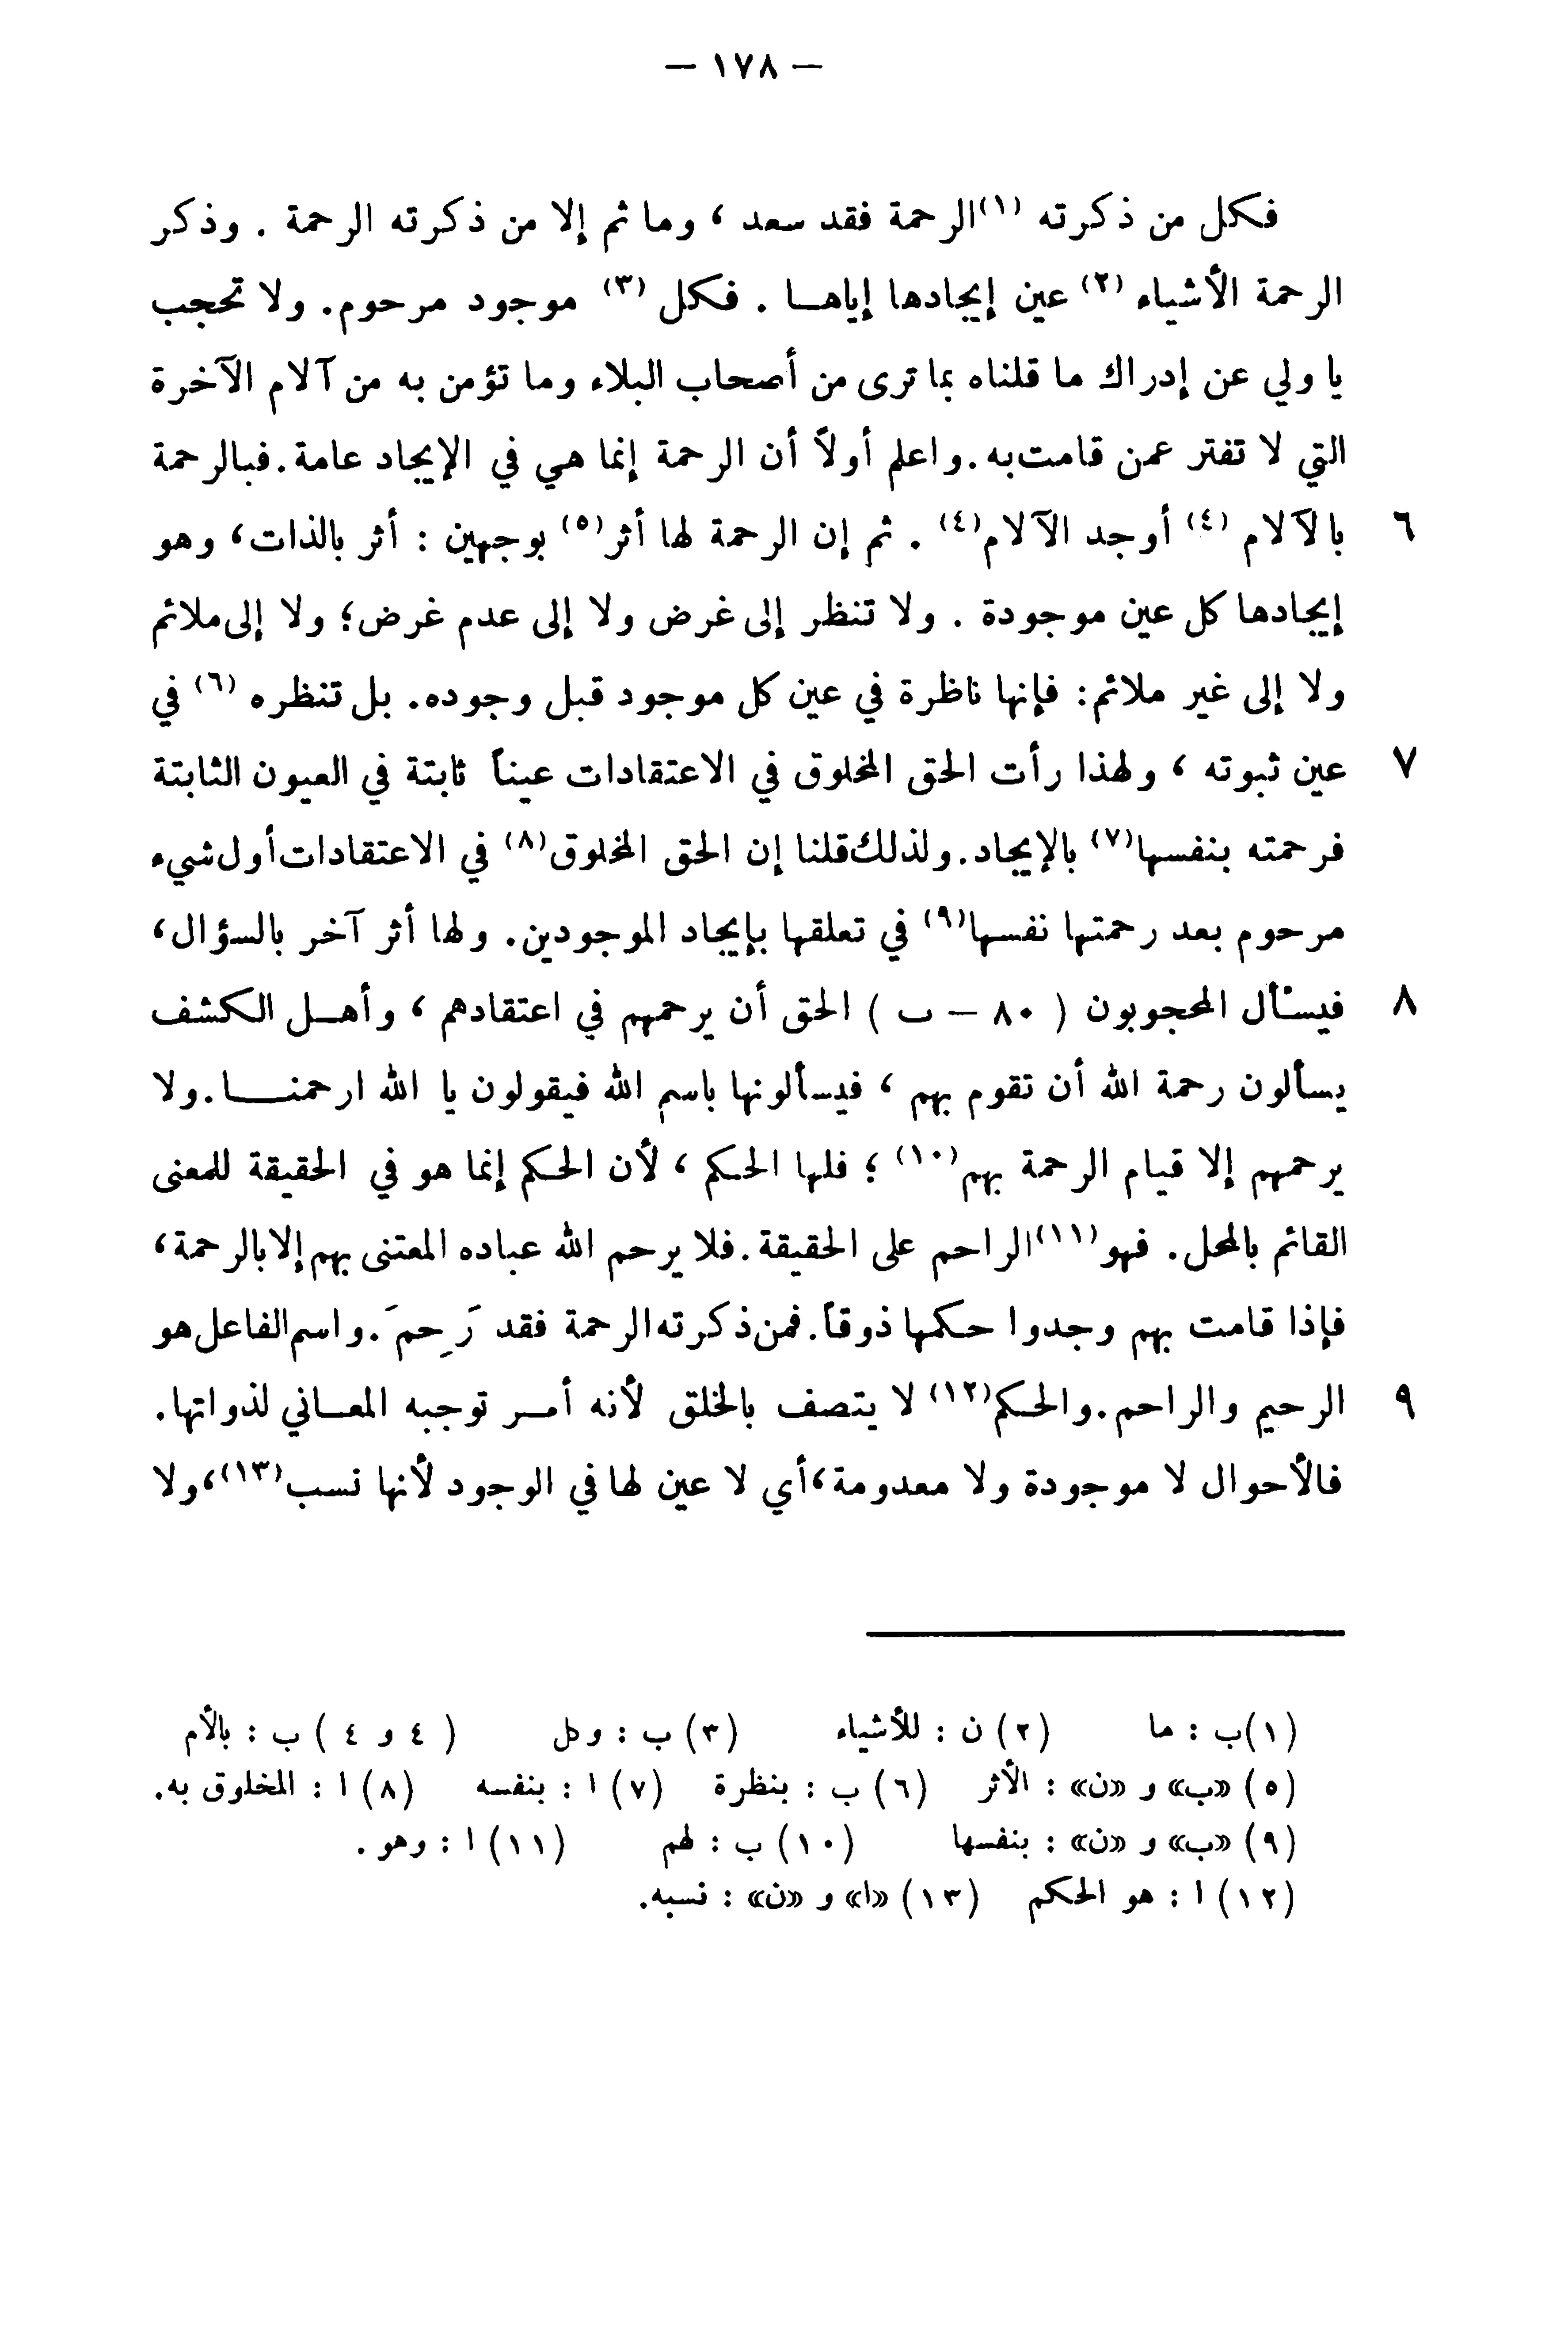 — ١٧٨ —
فكل من ذكرته (١) الرحمة فقد سعد ، وما ثم إلا من ذكرته الرحمة . وذكر
الرحمة الأشياء (٢) عين إيجادها إياهـا . فكل (٣) موجود مرحوم. ولا تحجب
يا ولي عن إدراك ما قلناه بما ترى من أصحاب البلاء وما تؤمن به من آلام الآخرة
التي لا تفتر عمن قامت به. واعلم أولاً أن الرحمة إنما هي في الإيجاد عامة. فبالرحمة
٦ بالآلام (٤) أوجد الآلام (٤) . ثم إن الرحمة لها أثر (٥) بوجهين : أثر بالذات، وهو
إيجادها كل عين موجودة . ولا تنظر إلى غرض ولا إلى عدم غرض؛ ولا إلى ملائم
ولا إلى غير ملائم: فإنها ناظرة في عين كل موجود قبل وجوده. بل تنظره (٦) في
٧ عين ثبوته ، ولهذا رأت الحق المخلوق في الاعتقادات عيناً ثابتة في العيون الثابتة
فرحمته بنفسها (٧) بالإيجاد. ولذلك قلنا إن الحق المخلوق (٨) في الاعتقادات أول شيء
مرحوم بعد رحمتها نفسها (٩) في تعلقها بإيجاد الموجودين. ولها أثر آخر بالسؤال،
٨ فيسْأل المحجوبون ( ٨٠ — ب ) الحق أن يرحمهم في اعتقادهم ، وأهـل الكشف
يسألون رحمة الله أن تقوم بهم ، فيسألونها باسم الله فيقولون يا الله ارحمنـــا. ولا
يرحمهم إلا قيام الرحمة بهم (١٠) ؛ فلها الحكم ، لأن الحكم إنما هو في الحقيقة للمعنى
القائم بالمحل. فهو (١١) الراحم على الحقيقة. فلا يرحم الله عباده المعتنى بهم إلا بالرحمة،
فإذا قامت بهم وجدوا حكمها ذوقاً. فمن ذكرته الرحمة فقد رَحِمَ. واسم الفاعل هو
٩ الرحيم والراحم. والحكم (١٢) لا يتصف بالخلق لأنه أمـر توجبه المعـاني لذواتها.
فالأحوال لا موجودة ولا معدومة، أي لا عين لها في الوجود لأنها نسب (١٣)، ولا
(١) ب : ما (٢) ن : للأشياء (٣) ب : وكل ( ٤ و ٤ ) ب : بالأم
(٥) «ب» و «ن» : الأثر (٦) ب : بنظرة (٧) ا : بنفسه (٨) ا : المخلوق به.
(٩) «ب» و «ن» : بنفسها (١٠) ب : لهم (١١) ا : وهو .
(١٢) ا : هو الحكم (١٣) «ا» و «ن» : نسبه.